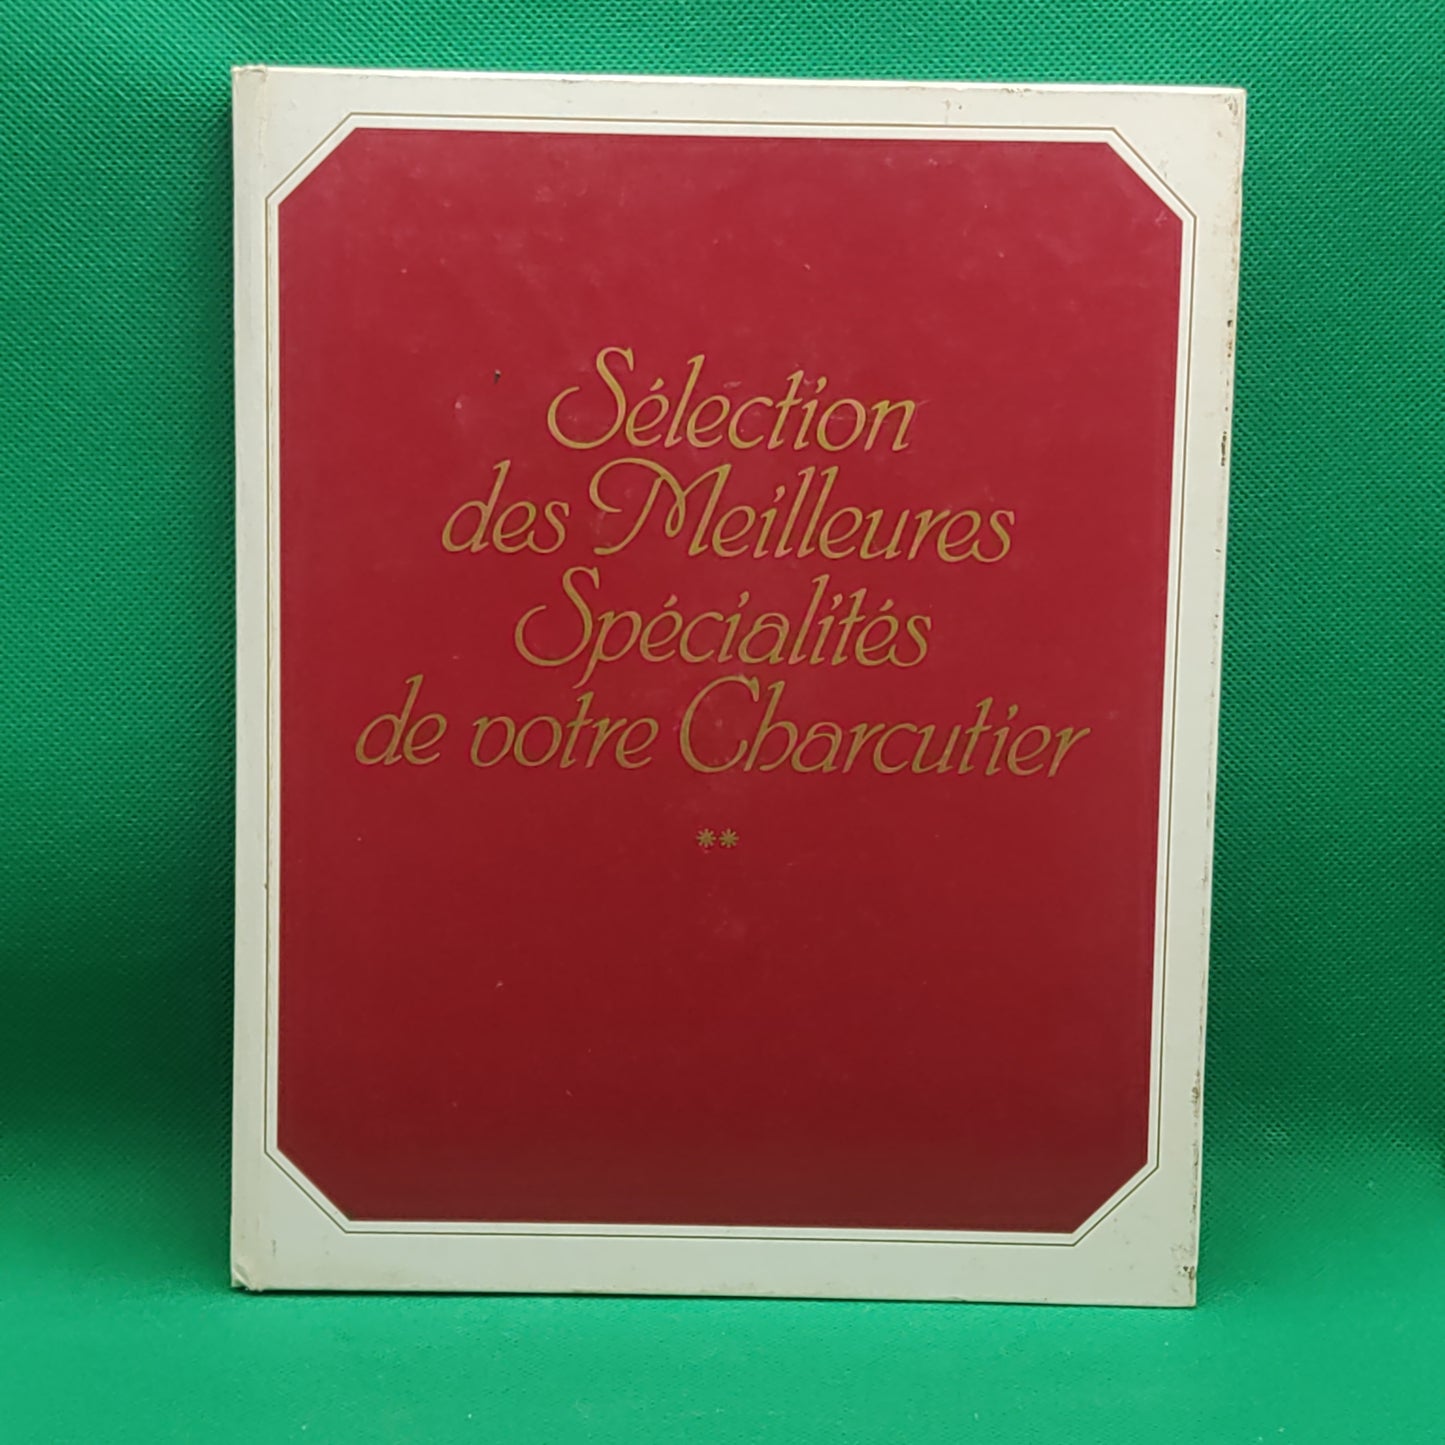 Sélection
des Meilleures
Spécialités
de votre Charcutier
**